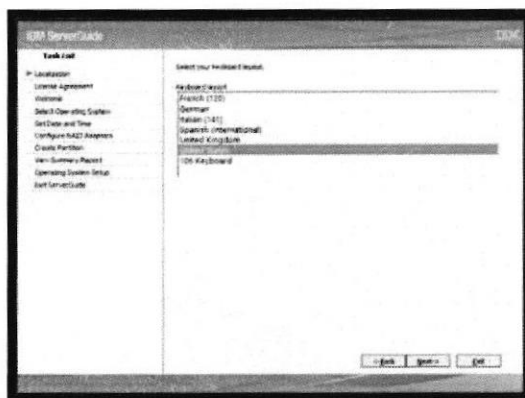 IBM ServerGuide
IBM
Task List
Localization
License Agreement
Welcome
Select Operating System
Set Date and Time
Configure RAID Adapters
Create Partition
View Summary Report
Operating System Setup
Exit ServerGuide
Select your keyboard layout.
Keyboard layout
French (120)
German
Italian (141)
Spanish (International)
United Kingdom
106 Keyboard
< Back
Next >
Exit